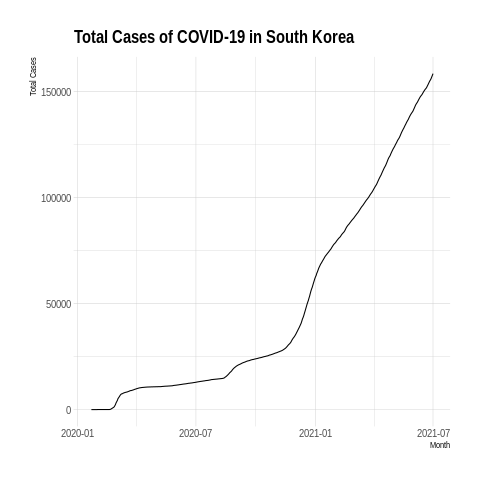 Total Cases of COVID-19 in South Korea
Total Cases
150000
100000
50000
0
2020-01 2020-07 2021-01 2021-07
Month